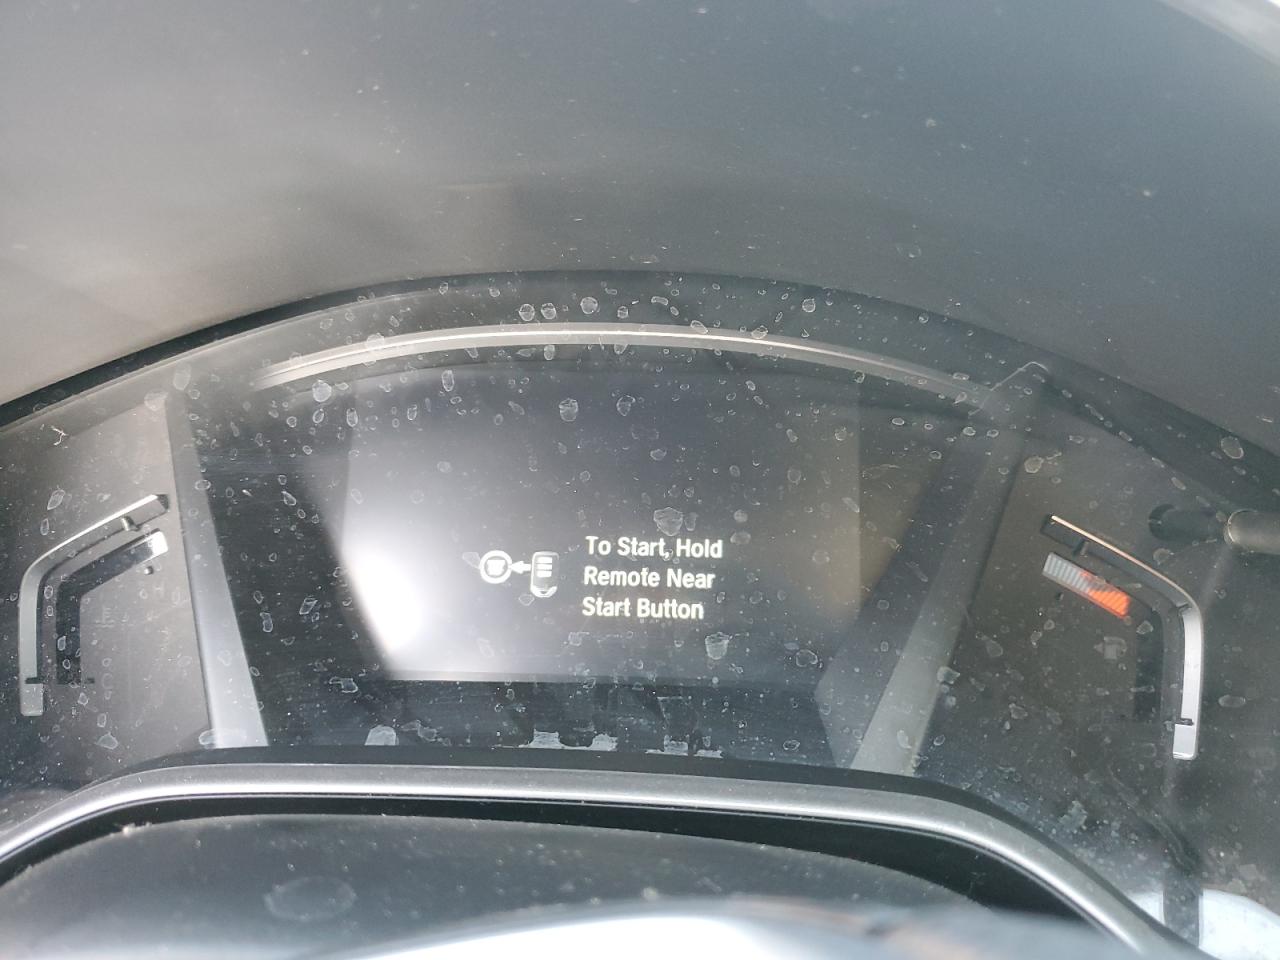 To Start, Hold
Remote Near
Start Button